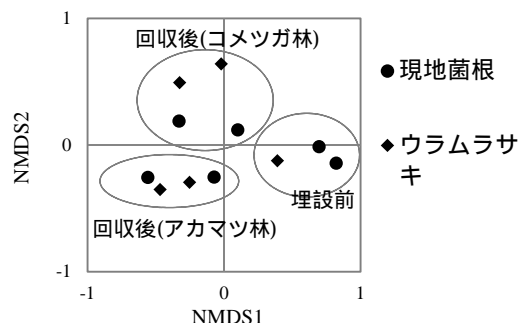 1
回収後(コメツガ林)
現地菌根
NMDS2
0
ウラムラサ
キ
埋設前
回収後(アカマツ林)
-1
-1
0
1
NMDS1